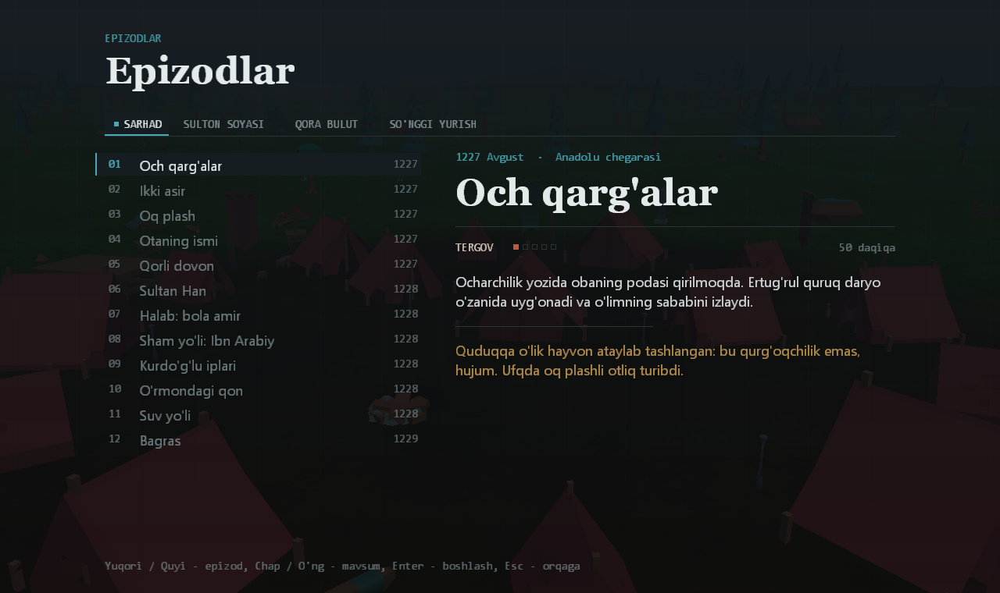 EPIZODLAR
Epizodlar
SARHAD SULTON SOYASI QORA BULUT SO'NGGI YURISH
01 Och qarg'alar 1227
02 Ikki asir 1227
03 Oq plash 1227
04 Otaning ismi 1227
05 Qorli dovon 1227
06 Sultan Han 1228
07 Halab: bola amir 1228
08 Sham yo'li: Ibn Arabiy 1228
09 Kurdo'g'lu iplari 1228
10 O'rmondagi qon 1228
11 Suv yo'li 1228
12 Bagras 1229
1227 Avgust · Anadolu chegarasi
Och qarg'alar
TERGOV 50 daqiqa
Ocharchilik yozida obaning podasi qirilmoqda. Ertug'rul quruq daryo
o'zanida uyg'onadi va o'limning sababini izlaydi.
Quduqqa o'lik hayvon ataylab tashlangan: bu qurg'oqchilik emas,
hujum. Ufqda oq plashli otliq turibdi.
Yuqori / Quyi - epizod, Chap / O'ng - mavsum, Enter - boshlash, Esc - orqaga